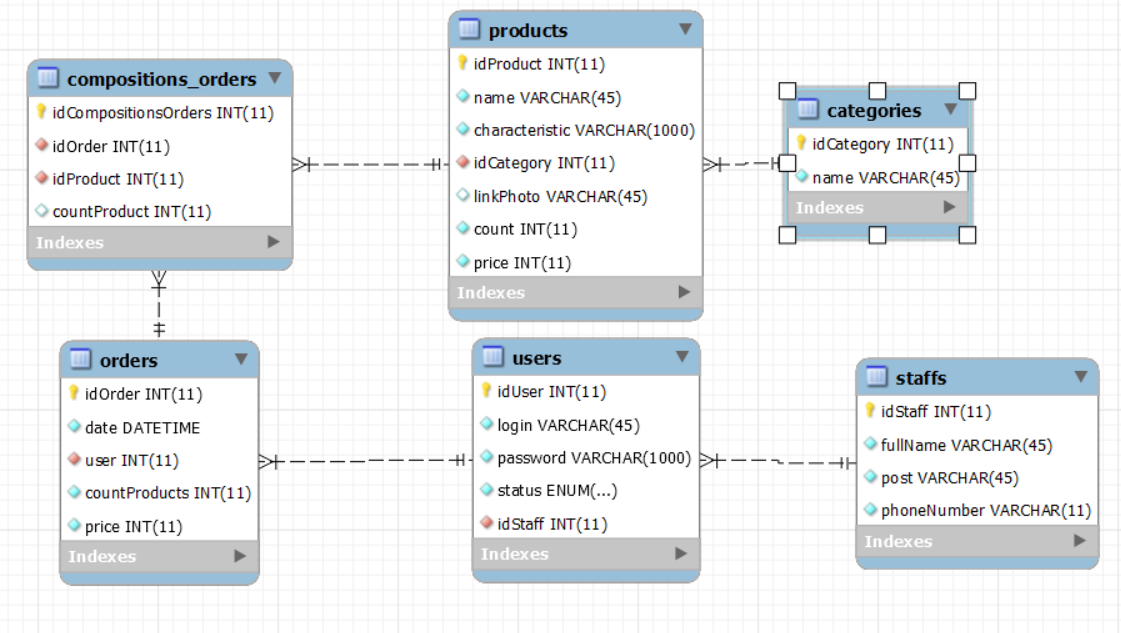 compositions_orders
idCompositionsOrders INT(11)
idOrder INT(11)
idProduct INT(11)
countProduct INT(11)
Indexes
products
idProduct INT(11)
name VARCHAR(45)
characteristic VARCHAR(1000)
idCategory INT(11)
linkPhoto VARCHAR(45)
count INT(11)
price INT(11)
Indexes
categories
idCategory INT(11)
name VARCHAR(45)
Indexes
orders
idOrder INT(11)
date DATETIME
user INT(11)
countProducts INT(11)
price INT(11)
Indexes
users
idUser INT(11)
login VARCHAR(45)
password VARCHAR(1000)
status ENUM(...)
idStaff INT(11)
Indexes
staffs
idStaff INT(11)
fullName VARCHAR(45)
post VARCHAR(45)
phoneNumber VARCHAR(11)
Indexes